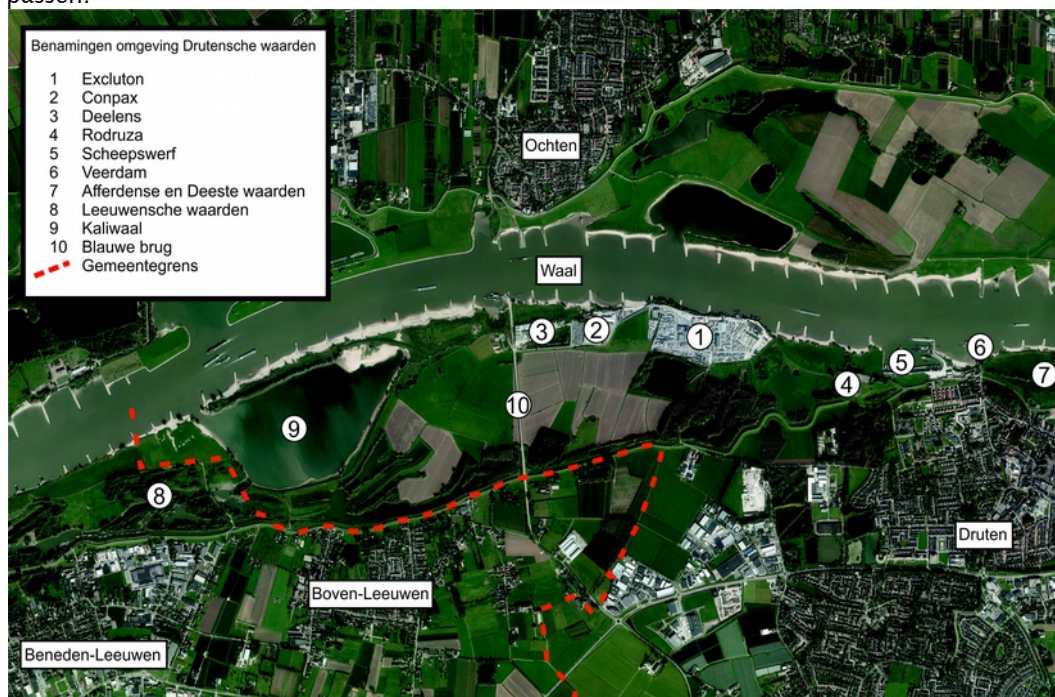 passen.
Benamingen omgeving Drutensche waarden
1 Excluton
2 Conpax
3 Deelens
4 Rodruza
5 Scheepswerf
6 Veerdam
7 Afferdense en Deeste waarden
8 Leeuwensche waarden
9 Kaliwaal
10 Blauwe brug
Gemeentegrens
Ochten
Waal
3
2
1
6
5
7
4
10
9
8
Druten
Boven-Leeuwen
Beneden-Leeuwen